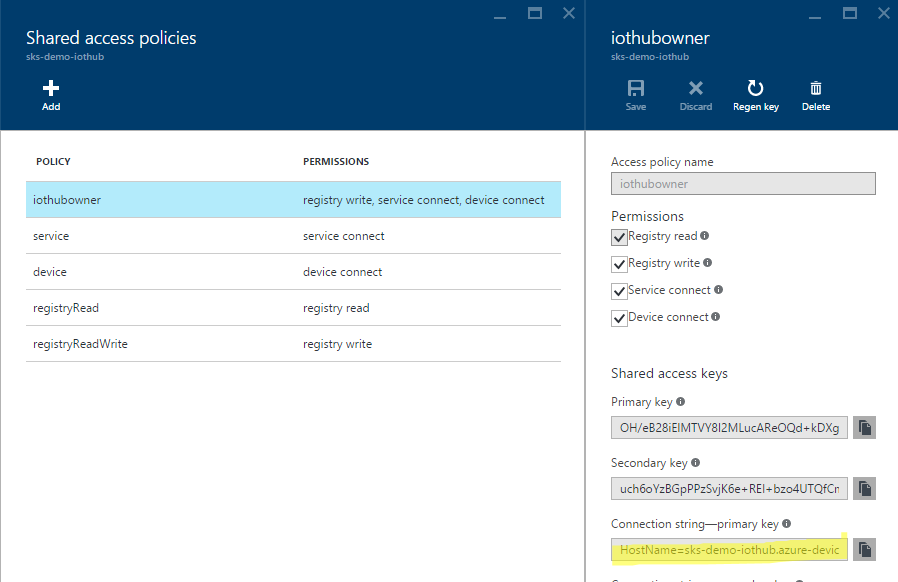 Shared access policies
sks-demo-iothub
Add
POLICY PERMISSIONS
iothubowner registry write, service connect, device connect
service service connect
device device connect
registryRead registry read
registryReadWrite registry write
iothubowner
sks-demo-iothub
Save Discard Regen key Delete
Access policy name
iothubowner
Permissions
Registry read
Registry write
Service connect
Device connect
Shared access keys
Primary key
OH/eB28iEIMTVY8I2MLucAReOQd+kDXg
Secondary key
uch6oYzBGpPPzSvjK6e+REI+bzo4UTQfCr
Connection string—primary key
HostName=sks-demo-iothub.azure-devic